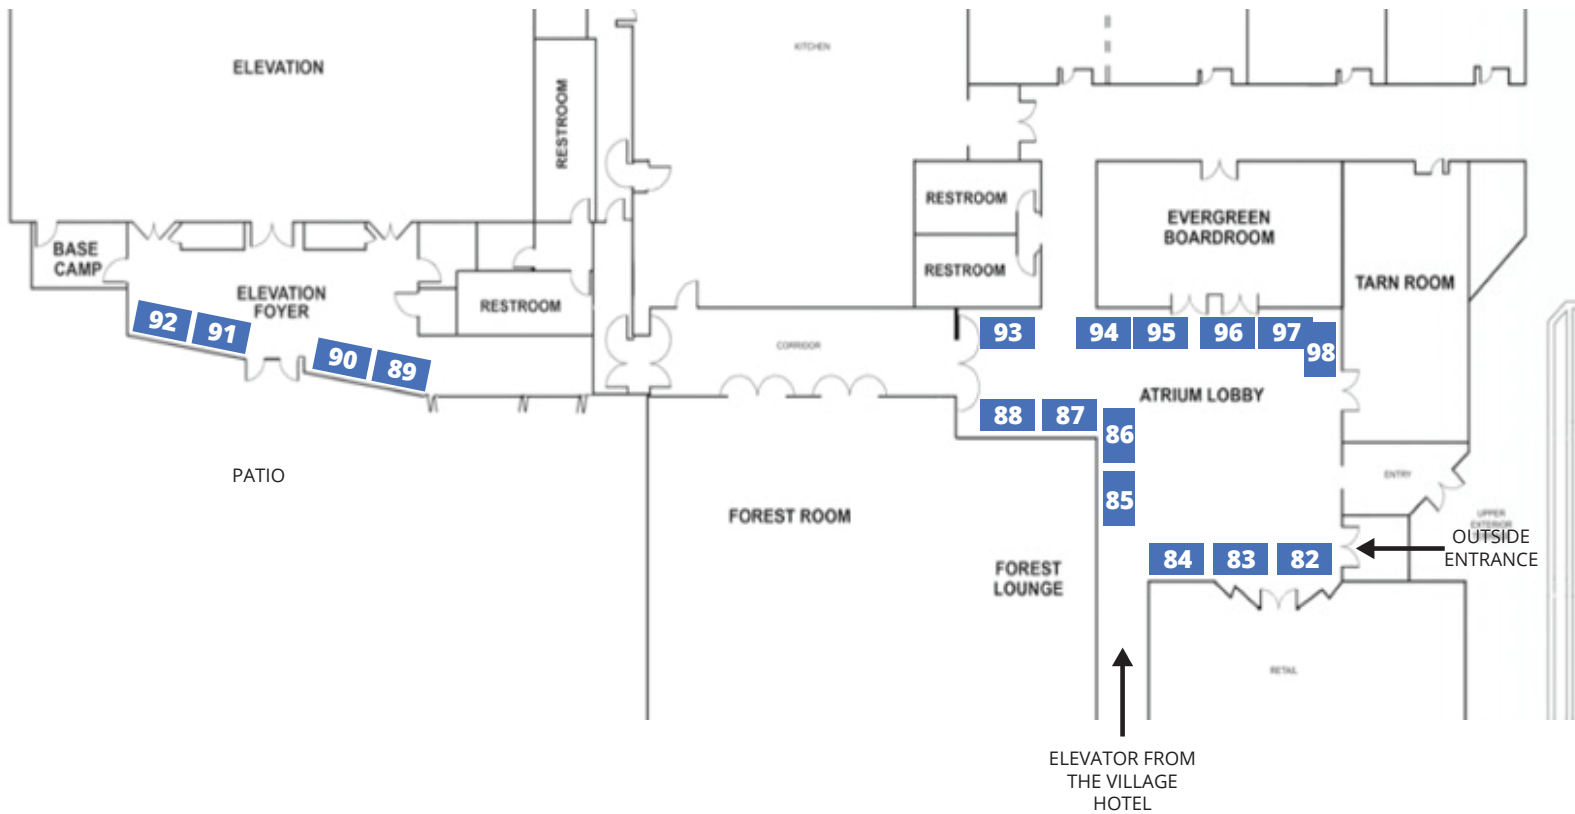 KITCHEN
ELEVATION
RESTROOM
RESTROOM
EVERGREEN
BOARDROOM
BASE
CAMP
RESTROOM
TARN ROOM
ELEVATION
FOYER
RESTROOM
92
91
90
89
CORRIDOR
93
94
95
96
97
98
ATRIUM LOBBY
88
87
86
85
PATIO
ENTRY
FOREST ROOM
UPPER
EXTERIOR
OUTSIDE
ENTRANCE
84
83
82
FOREST
LOUNGE
RETAIL
ELEVATOR FROM
THE VILLAGE
HOTEL